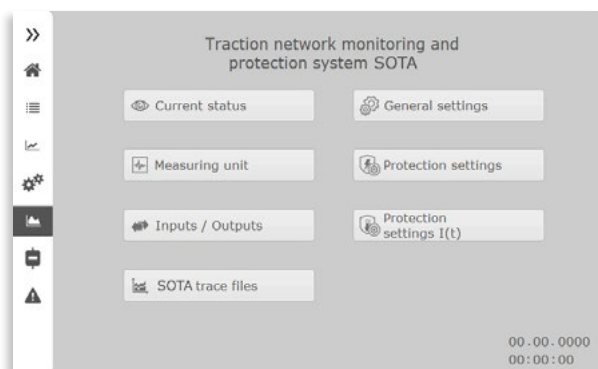 Traction network monitoring and
protection system SOTA
Current status
General settings
Measuring unit
Protection settings
Inputs / Outputs
Protection
settings I(t)
SOTA trace files
00.00.0000
00:00:00